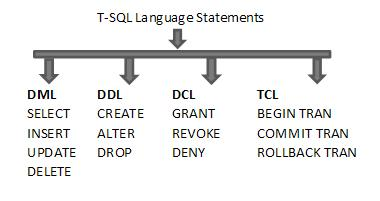 T-SQL Language Statements
DML
SELECT
INSERT
UPDATE
DELETE
DDL
CREATE
ALTER
DROP
DCL
GRANT
REVOKE
DENY
TCL
BEGIN TRAN
COMMIT TRAN
ROLLBACK TRAN